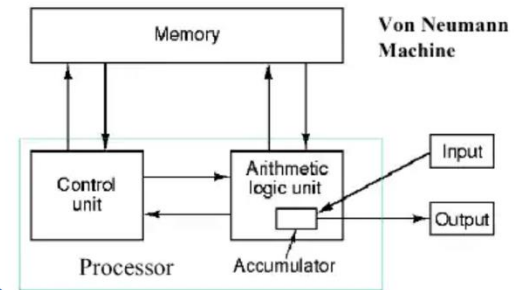 Memory
Von Neumann
Machine
Control
unit
Arithmetic
logic unit
Input
Output
Processor
Accumulator